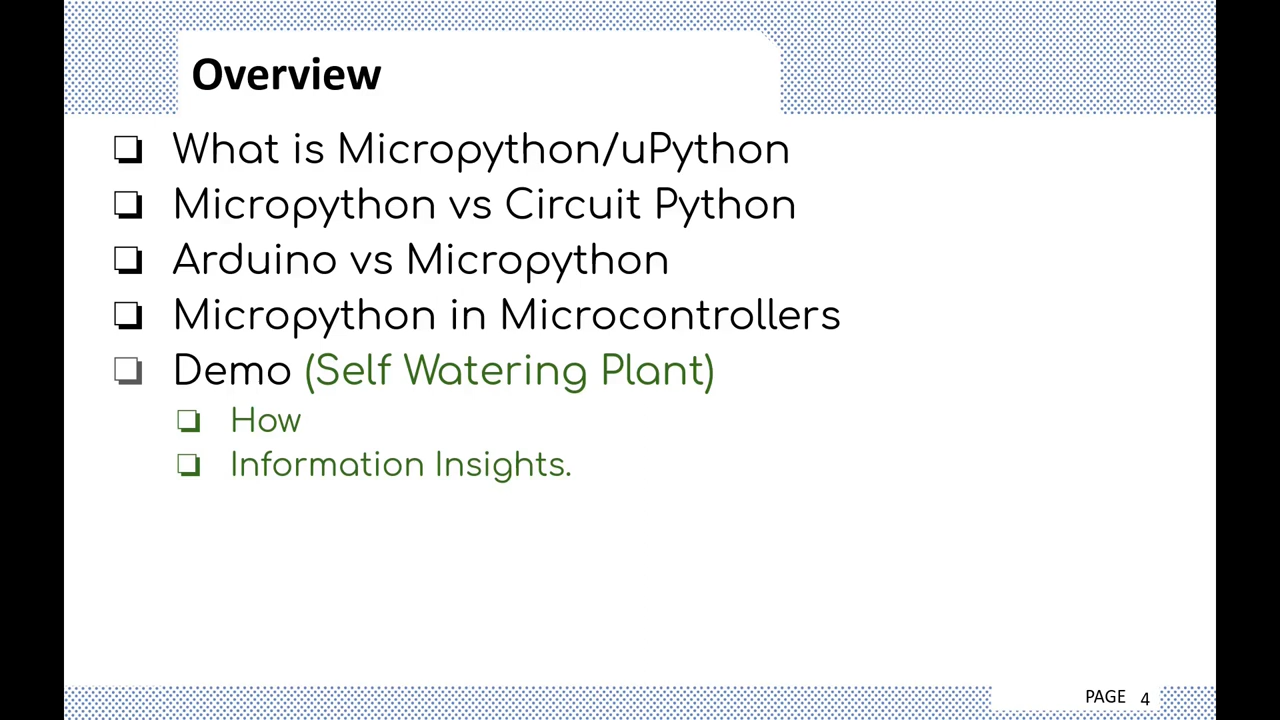 Overview
What is Micropython/uPython
Micropython vs Circuit Python
Arduino vs Micropython
Micropython in Microcontrollers
Demo (Self Watering Plant)
How
Information Insights.
PAGE 4